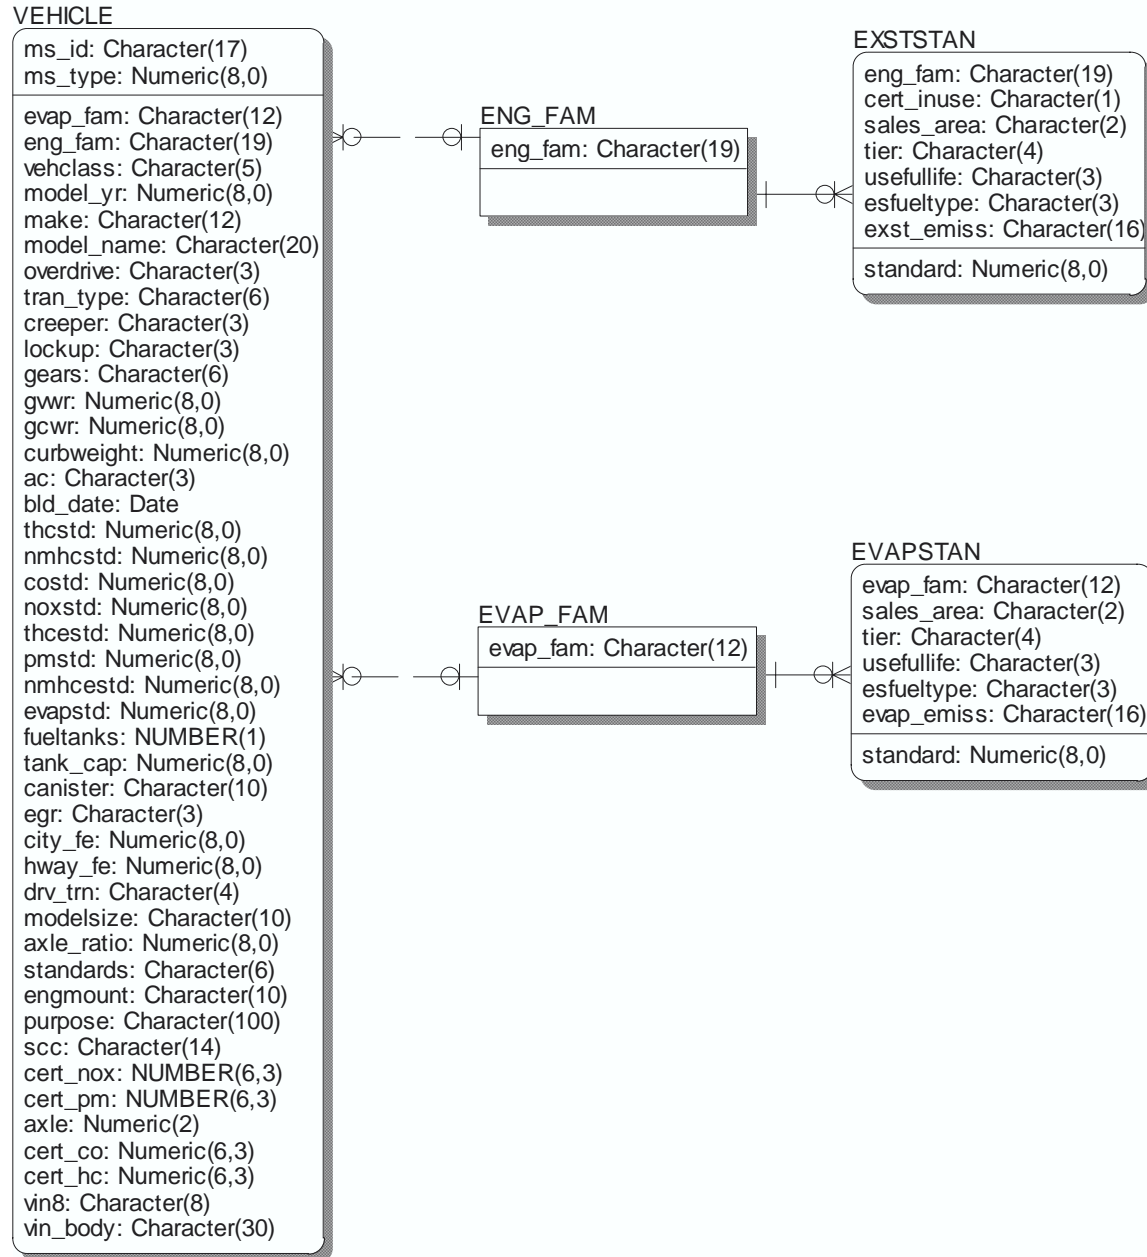 VEHICLE
ms_id: Character(17)
ms_type: Numeric(8,0)
evap_fam: Character(12)
eng_fam: Character(19)
vehclass: Character(5)
model_yr: Numeric(8,0)
make: Character(12)
model_name: Character(20)
overdrive: Character(3)
tran_type: Character(6)
creeper: Character(3)
lockup: Character(3)
gears: Character(6)
gvwr: Numeric(8,0)
gcwr: Numeric(8,0)
curbweight: Numeric(8,0)
ac: Character(3)
bld_date: Date
thcstd: Numeric(8,0)
nmhcstd: Numeric(8,0)
costd: Numeric(8,0)
noxstd: Numeric(8,0)
thcestd: Numeric(8,0)
pmstd: Numeric(8,0)
nmhcestd: Numeric(8,0)
evapstd: Numeric(8,0)
fueltanks: NUMBER(1)
tank_cap: Numeric(8,0)
canister: Character(10)
egr: Character(3)
city_fe: Numeric(8,0)
hway_fe: Numeric(8,0)
drv_trn: Character(4)
modelsize: Character(10)
axle_ratio: Numeric(8,0)
standards: Character(6)
engmount: Character(10)
purpose: Character(100)
scc: Character(14)
cert_nox: NUMBER(6,3)
cert_pm: NUMBER(6,3)
axle: Numeric(2)
cert_co: Numeric(6,3)
cert_hc: Numeric(6,3)
vin8: Character(8)
vin_body: Character(30)
ENG_FAM
eng_fam: Character(19)
EXSTSTAN
eng_fam: Character(19)
cert_inuse: Character(1)
sales_area: Character(2)
tier: Character(4)
usefullife: Character(3)
esfueltype: Character(3)
exst_emiss: Character(16)
standard: Numeric(8,0)
EVAP_FAM
evap_fam: Character(12)
EVAPSTAN
evap_fam: Character(12)
sales_area: Character(2)
tier: Character(4)
usefullife: Character(3)
esfueltype: Character(3)
evap_emiss: Character(16)
standard: Numeric(8,0)